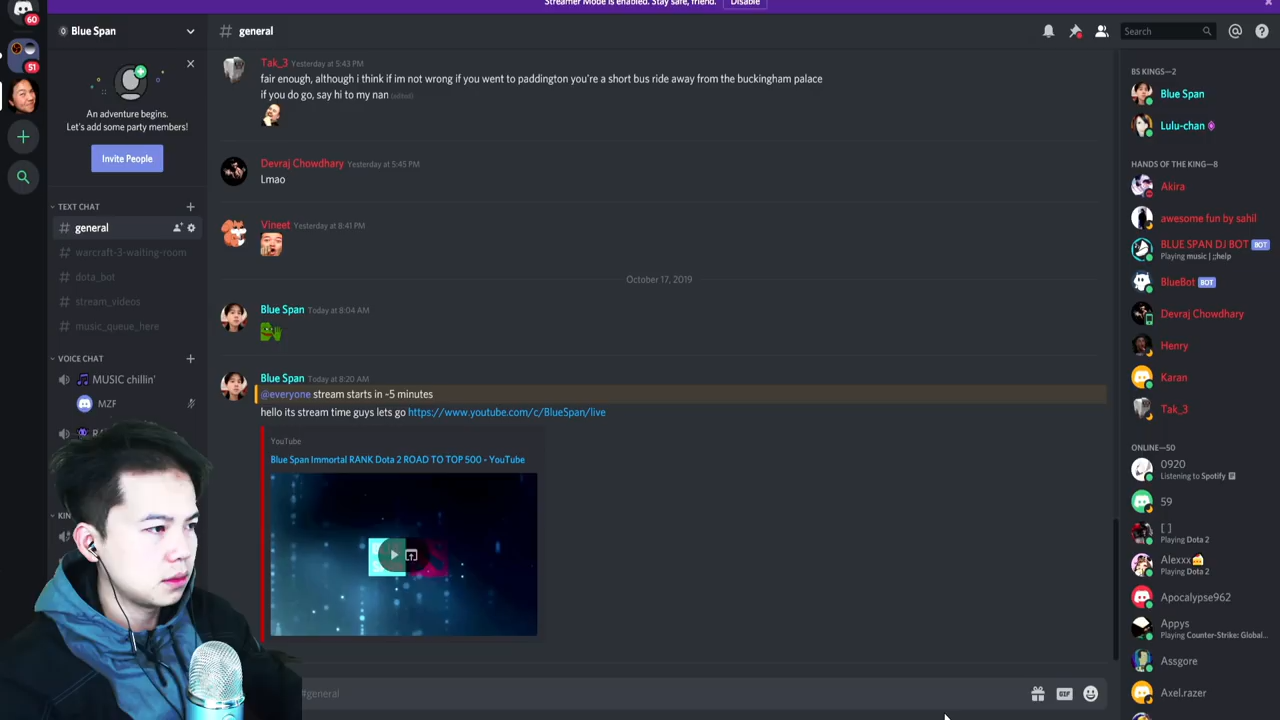 Streamer Mode is enabled. Stay safe, friend. Disable
60
51
Blue Span
An adventure begins.
Let's add some party members!
Invite People
TEXT CHAT
# general
# warcraft-3-waiting-room
# dota_bot
# stream_videos
# music_queue_here
VOICE CHAT
MUSIC chillin'
MZF
# general
Search
Tak_3 Yesterday at 5:43 PM
fair enough, although i think if im not wrong if you went to paddington you're a short bus ride away from the buckingham palace
if you do go, say hi to my nan (edited)
Devraj Chowdhary Yesterday at 5:45 PM
Lmao
Vineet Yesterday at 8:41 PM
October 17, 2019
Blue Span Today at 8:04 AM
Blue Span Today at 8:20 AM
@everyone stream starts in ~5 minutes
hello its stream time guys lets go https://www.youtube.com/c/BlueSpan/live
YouTube
Blue Span Immortal RANK Dota 2 ROAD TO TOP 500 - YouTube
#general
GIF
BS KINGS—2
Blue Span
Lulu-chan
HANDS OF THE KING—8
Akira
awesome fun by sahil
BLUE SPAN DJ BOT BOT
Playing music | ;;help
BlueBot BOT
Devraj Chowdhary
Henry
Karan
Tak_3
ONLINE—50
0920
Listening to Spotify
59
[ ]
Playing Dota 2
Alexxx
Playing Dota 2
Apocalypse962
Appys
Playing Counter-Strike: Global...
Assgore
Axel.razer